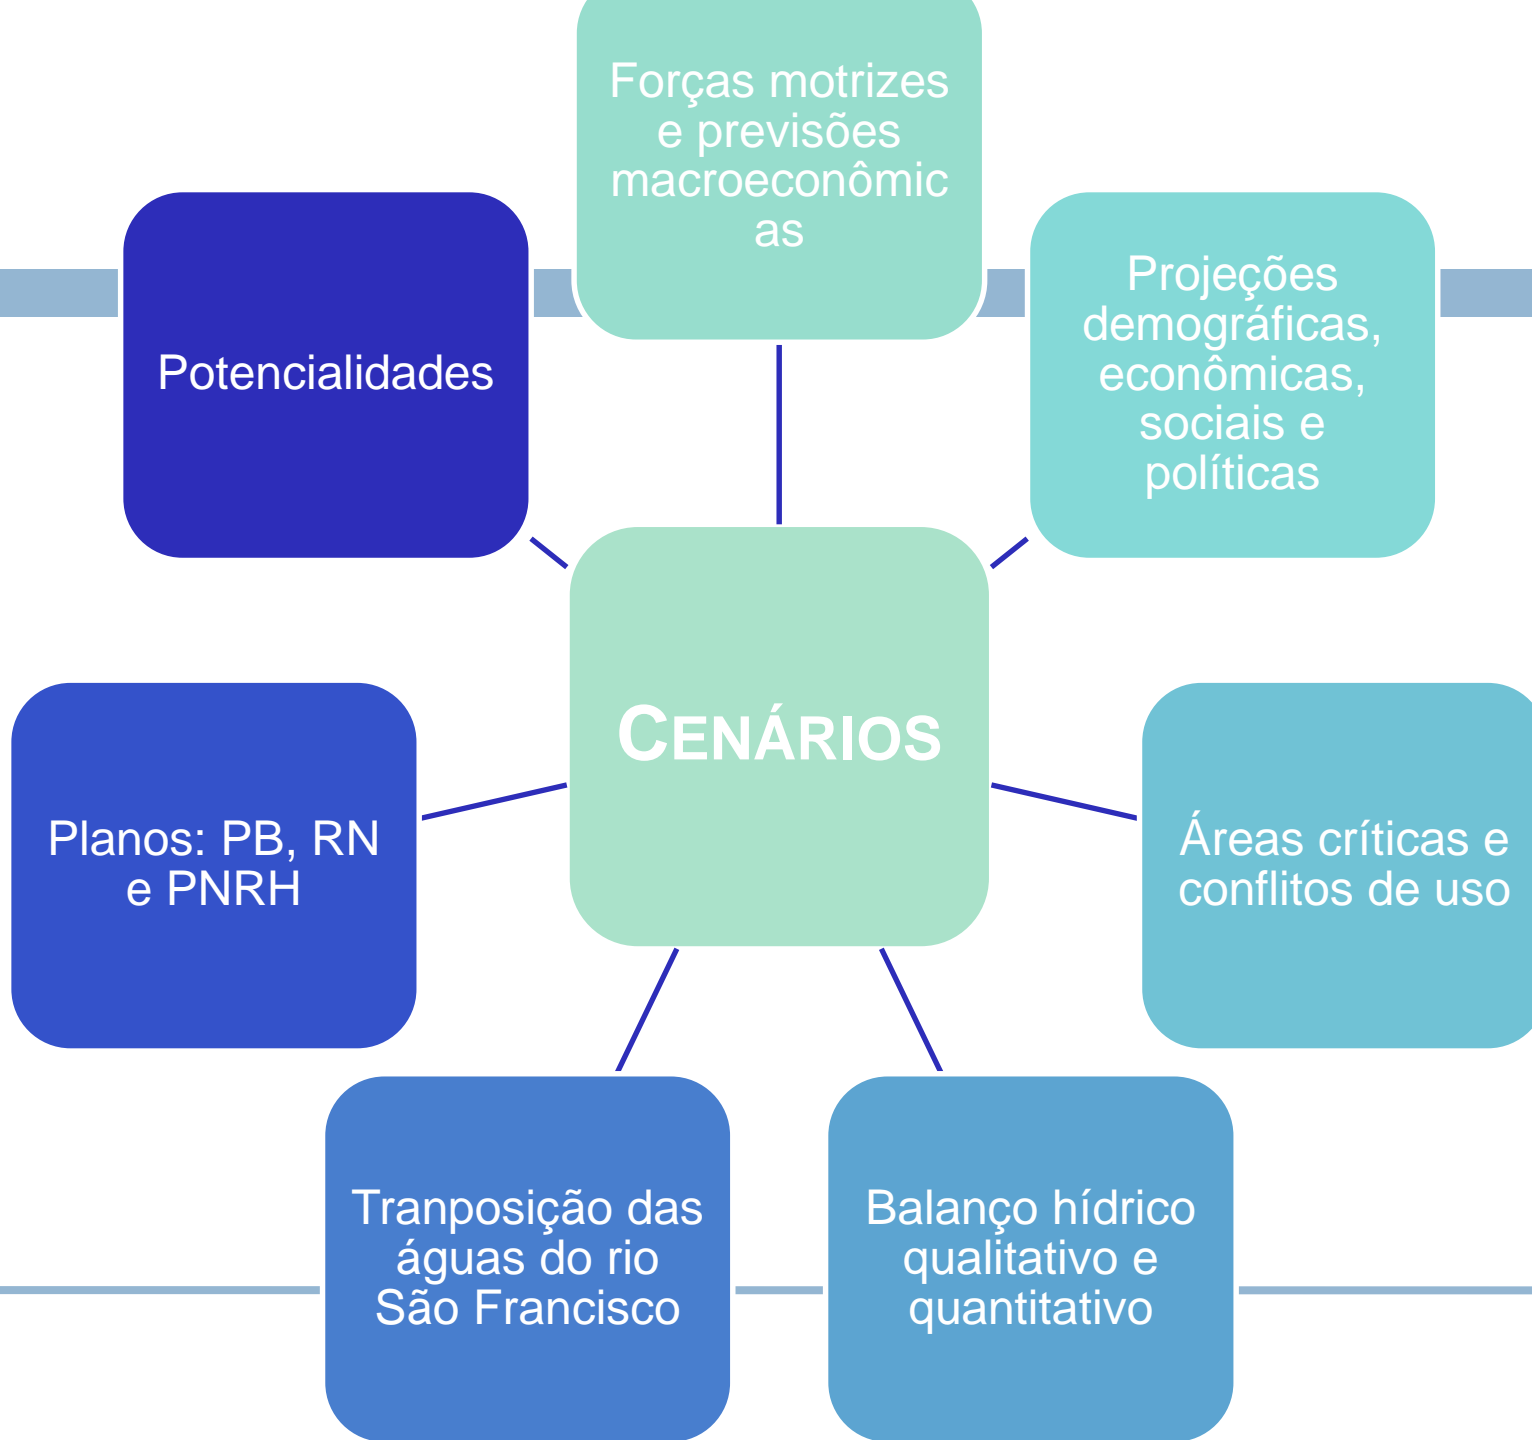 Forças motrizes
e previsões
macroeconômic
as
Projeções
demográficas,
econômicas,
sociais e
políticas
Áreas críticas e
conflitos de uso
Balanço hídrico
qualitativo e
quantitativo
Tranposição das
águas do rio
São Francisco
Planos: PB, RN
e PNRH
Potencialidades
CENÁRIOS